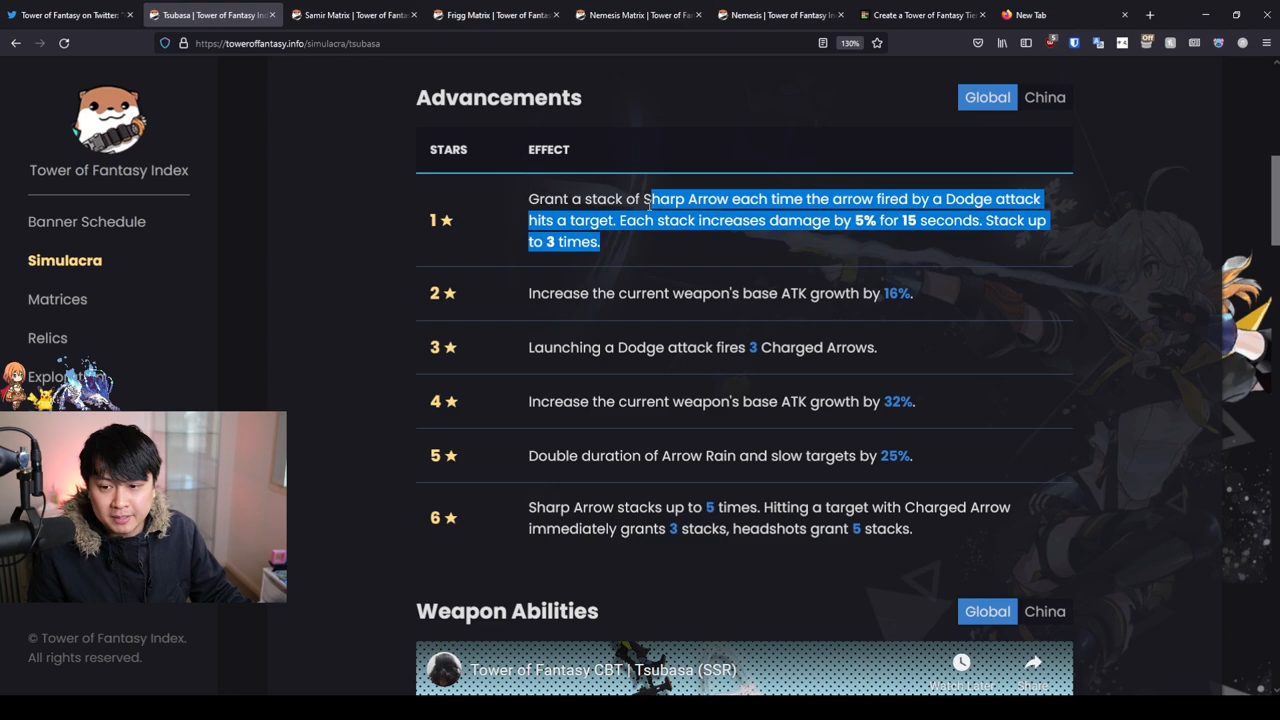 Tower of Fantasy on Twitter: "
Tsubasa | Tower of Fantasy Ind
Samir Matrix | Tower of Fantas
Frigg Matrix | Tower of Fantas
Nemesis Matrix | Tower of Fan
Nemesis | Tower of Fantasy In
Create a Tower of Fantasy Tie
New Tab
https://toweroffantasy.info/simulacra/tsubasa
130%
5
Off
Tower of Fantasy Index
Banner Schedule
Simulacra
Matrices
Relics
Advancements
Global
China
STARS
EFFECT
1
Grant a stack of Sharp Arrow each time the arrow fired by a Dodge attack
hits a target. Each stack increases damage by 5% for 15 seconds. Stack up
to 3 times.
2
Increase the current weapon's base ATK growth by 16%.
3
Launching a Dodge attack fires 3 Charged Arrows.
4
Increase the current weapon's base ATK growth by 32%.
5
Double duration of Arrow Rain and slow targets by 25%.
6
Sharp Arrow stacks up to 5 times. Hitting a target with Charged Arrow
immediately grants 3 stacks, headshots grant 5 stacks.
Weapon Abilities
Global
China
Tower of Fantasy CBT | Tsubasa (SSR)
Watch Later
Share
© Tower of Fantasy Index.
All rights reserved.